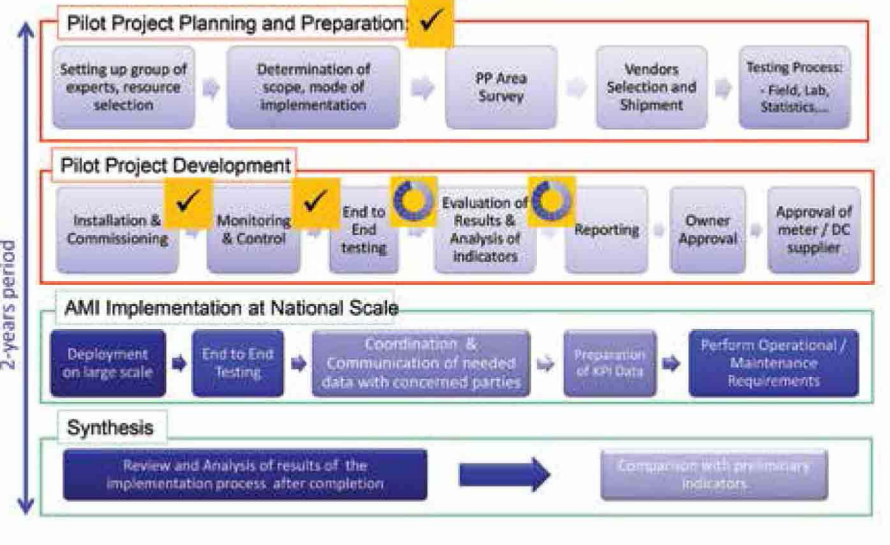 Pilot Project Planning and Preparation:
Setting up group of
experts, resource
selection
Determination of
scope, mode of
implementation
PP Area
Survey
Vendors
Selection and
Shipment
Testing Process:
- Field, Lab,
Statistics,...
Pilot Project Development
Installation &
Commissioning
Monitoring
& Control
End to
End
testing
Evaluation of
Results &
Analysis of
Indicators
Reporting
Owner
Approval
Approval of
meter / DC
supplier
2-years period
AMI Implementation at National Scale
Deployment
on large scale
End to End
Testing
Coordination &
Communication of needed
data with concerned parties
Preparation
of KPI Data
Perform Operational /
Maintenance
Requirements
Synthesis
Review and Analysis of results of the
implementation process after completion
Comparison with preliminary
indicators